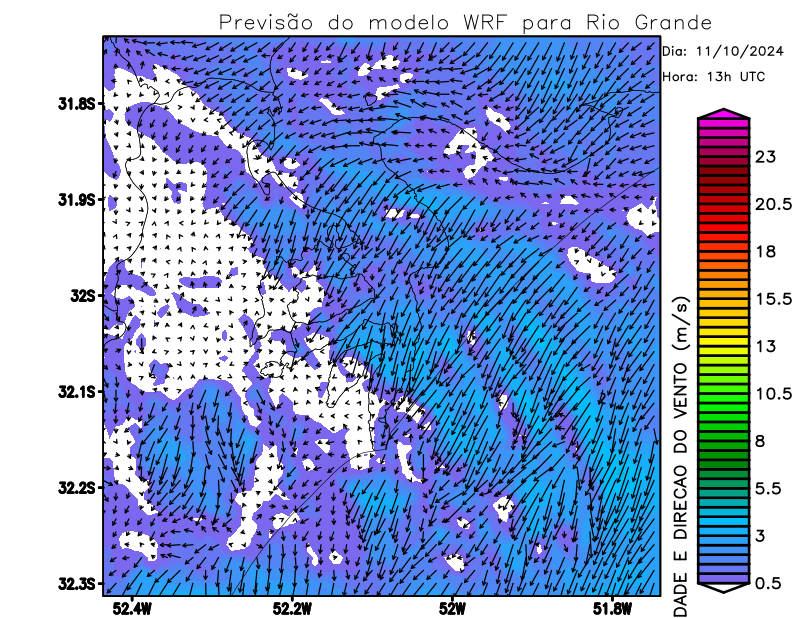 Previsão do modelo WRF para Rio Grande
Dia: 11/10/2024
Hora: 13h UTC
31.8S
31.9S
32S
32.1S
32.2S
32.3S
52.4W
52.2W
52W
51.8W
23
20.5
18
15.5
13
10.5
8
5.5
3
0.5
DADE E DIRECAO DO VENTO (m/s)